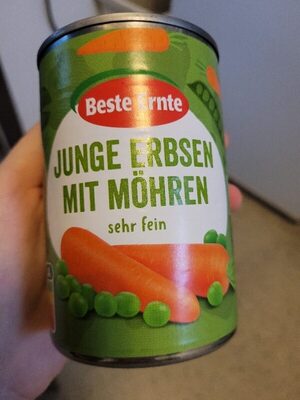 Beste Ernte
JUNGE ERBSEN
MIT MÖHREN
sehr fein